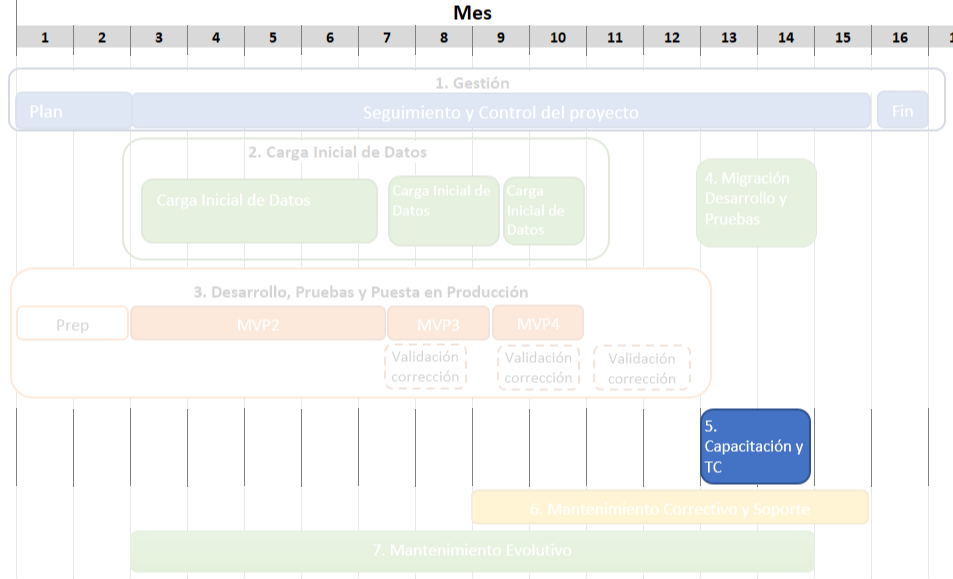 Mes
1 2 3 4 5 6 7 8 9 10 11 12 13 14 15 16 1
1. Gestión
Plan
Seguimiento y Control del proyecto
Fin
2. Carga Inicial de Datos
Carga Inicial de Datos
Carga Inicial de
Datos
Carga
Inicial de
Datos
4. Migración
Desarrollo y
Pruebas
3. Desarrollo, Pruebas y Puesta en Producción
Prep
MVP2
MVP3
MVP4
Validación
corrección
Validación
corrección
Validación
corrección
5.
Capacitación y
TC
6. Mantenimiento Correctivo y Soporte
7. Mantenimiento Evolutivo